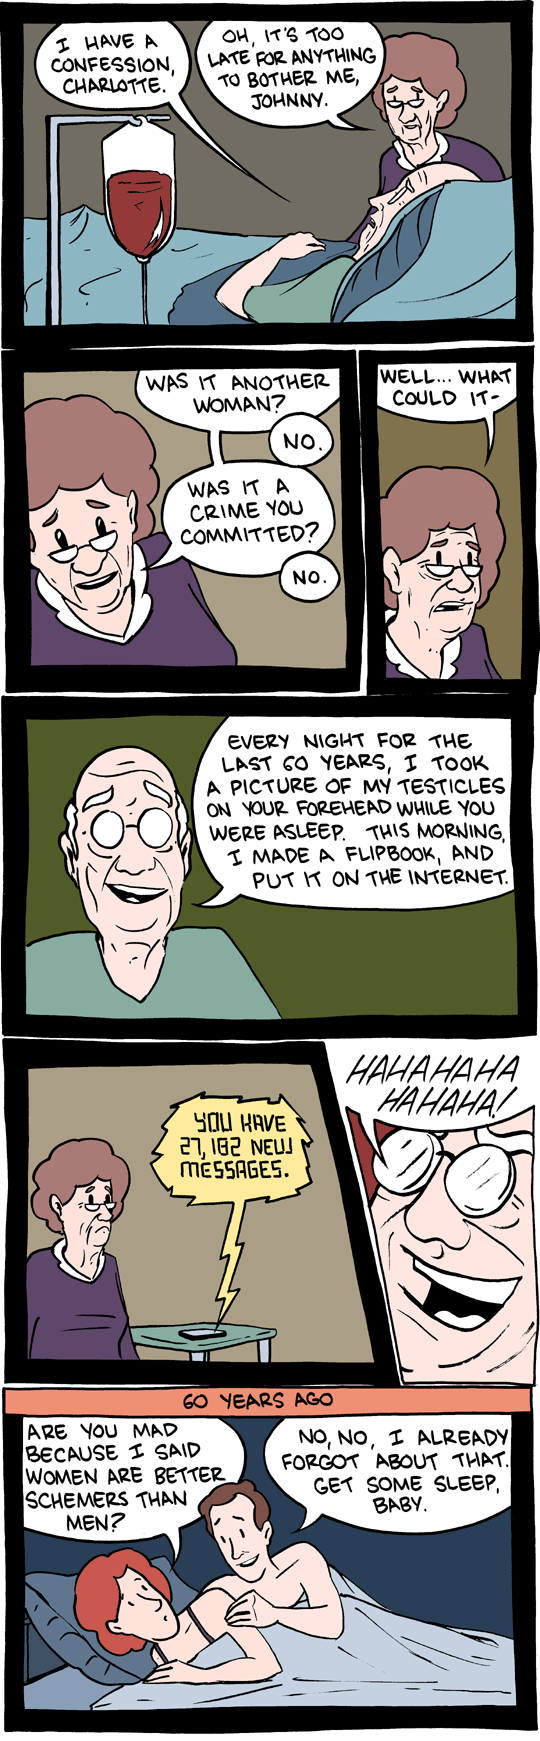 I HAVE A
CONFESSION,
CHARLOTTE.
OH, IT'S TOO
LATE FOR ANYTHING
TO BOTHER ME,
JOHNNY.
WAS IT ANOTHER
WOMAN?
NO.
WAS IT A
CRIME YOU
COMMITTED?
NO.
WELL... WHAT
COULD IT-
EVERY NIGHT FOR THE
LAST 60 YEARS, I TOOK
A PICTURE OF MY TESTICLES
ON YOUR FOREHEAD WHILE YOU
WERE ASLEEP. THIS MORNING,
I MADE A FLIPBOOK, AND
PUT IT ON THE INTERNET.
YOU HAVE
27,182 NEW
MESSAGES.
HAHAHAHA
HAHAHA!
60 YEARS AGO
ARE YOU MAD
BECAUSE I SAID
WOMEN ARE BETTER
SCHEMERS THAN
MEN?
NO, NO, I ALREADY
FORGOT ABOUT THAT.
GET SOME SLEEP,
BABY.